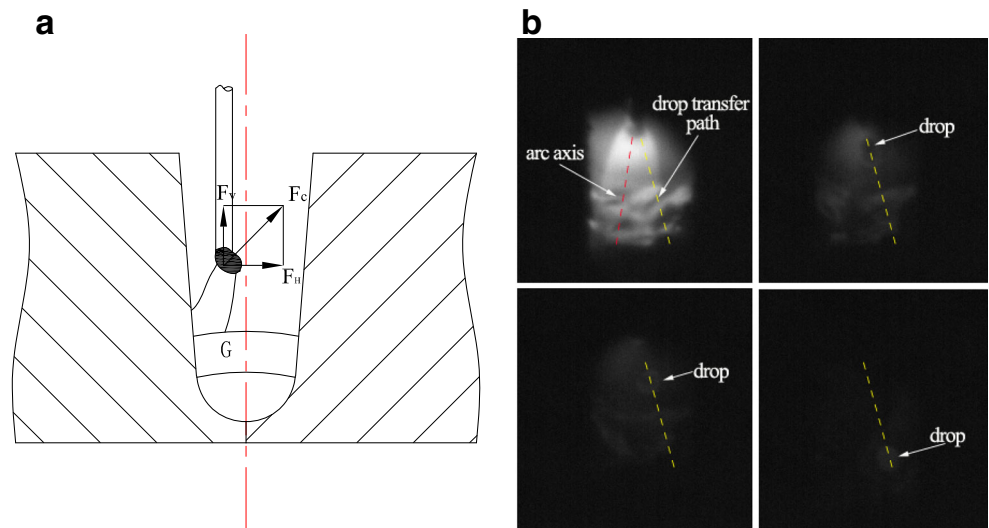 a
b
Fv
Fc
FH
G
drop transfer
path
arc axis
drop
drop
drop